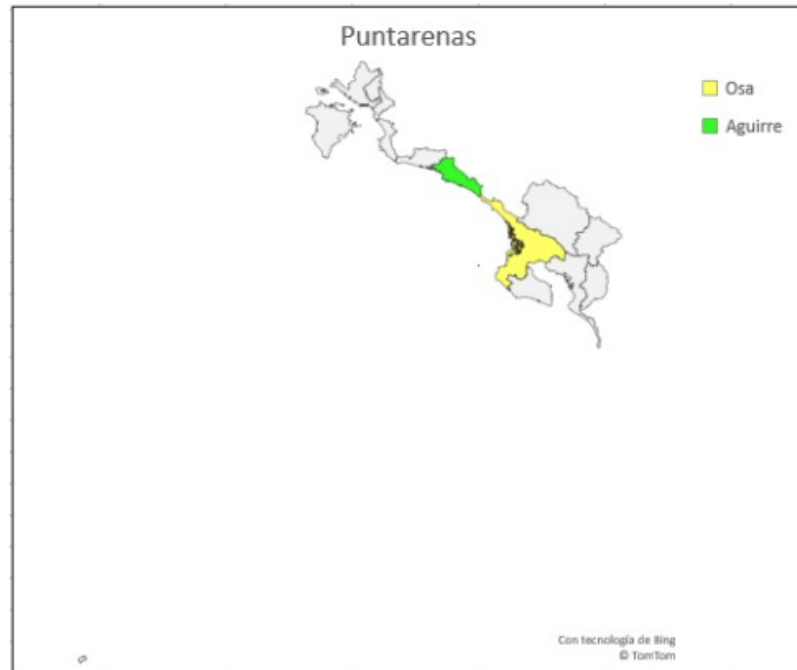 Puntarenas
Osa
Aguirre
Con tecnología de Bing
© TomTom